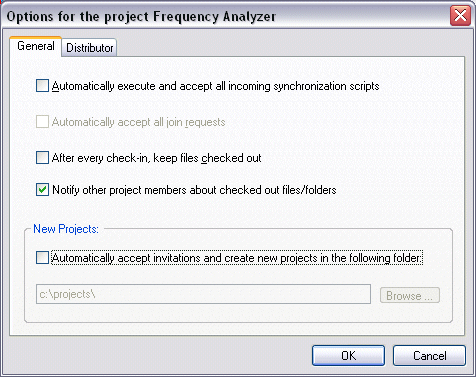 Options for the project Frequency Analyzer
General
Distributor
Automatically execute and accept all incoming synchronization scripts
Automatically accept all join requests
After every check-in, keep files checked out
Notify other project members about checked out files/folders
New Projects:
Automatically accept invitations and create new projects in the following folder:
c:\projects\
Browse ...
OK
Cancel